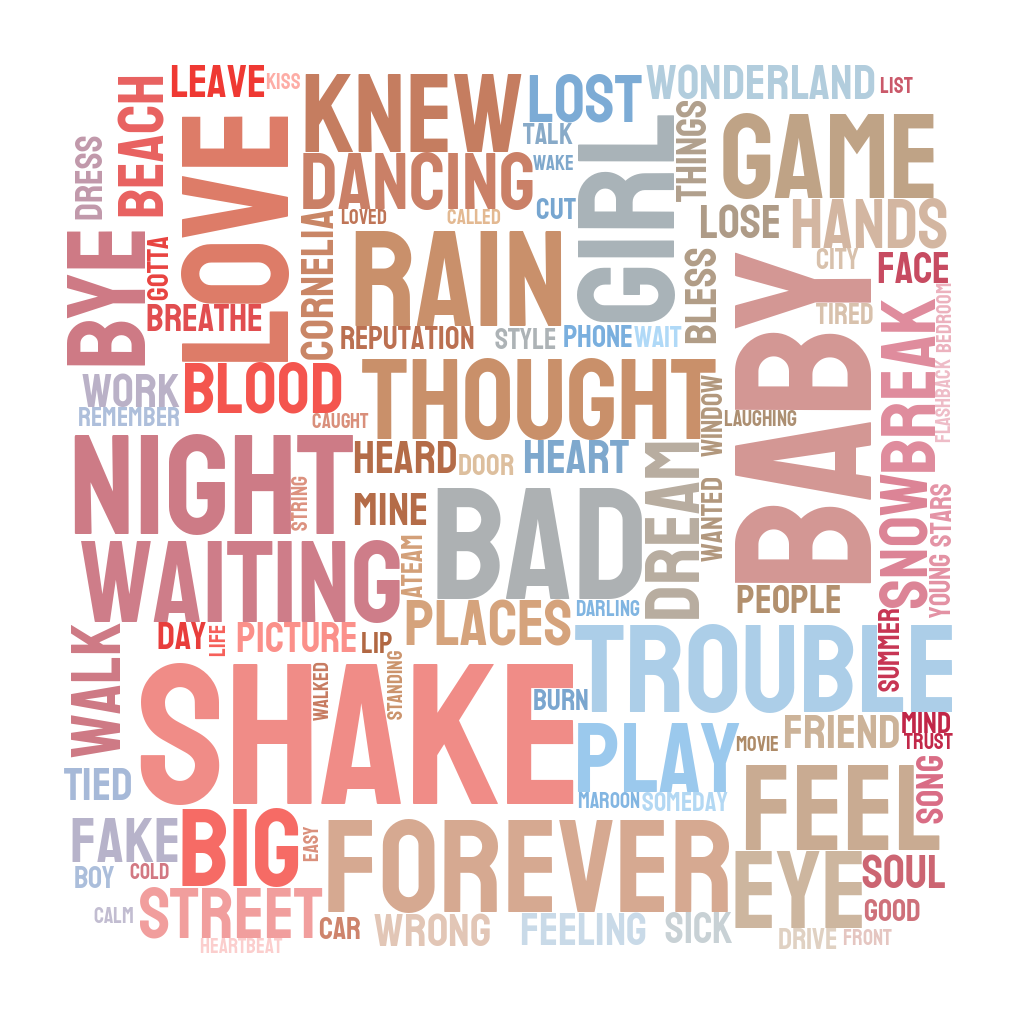 LEAVE
KISS
KNEW
LOST
WONDERLAND
LIST
BEACH
DRESS
LOVE
TALK
THINGS
GAME
DANCING
WAKE
GIRL
CUT
LOSE
HANDS
LOVED
CALLED
CORNELIA
RAIN
BYE
GOTTA
BREATHE
REPUTATION
STYLE
PHONE
WAIT
BLESS
CITY
FACE
TIRED
BEDROOM
BABY
BREAK
WORK
REMEMBER
BLOOD
CAUGHT
THOUGHT
WINDOW
LAUGHING
FLASHBACK
NIGHT
STRING
HEARD
DOOR
HEART
DREAM
WANTED
SNOW
YOUNG
STARS
MINE
BAD
WAITING
ATEAM
PLACES
DARLING
PEOPLE
DAY
LIFE
PICTURE
LIP
TROUBLE
SUMMER
WALK
SHAKE
WALKED
STANDING
BURN
PLAY
MOVIE
FRIEND
MIND
TRUST
TIED
MAROON
SOMEDAY
FEEL
SONG
FAKE
BIG
EASY
FOREVER
EYE
SOUL
BOY
COLD
CALM
STREET
HEARTBEAT
CAR
WRONG
FEELING
SICK
DRIVE
FRONT
GOOD